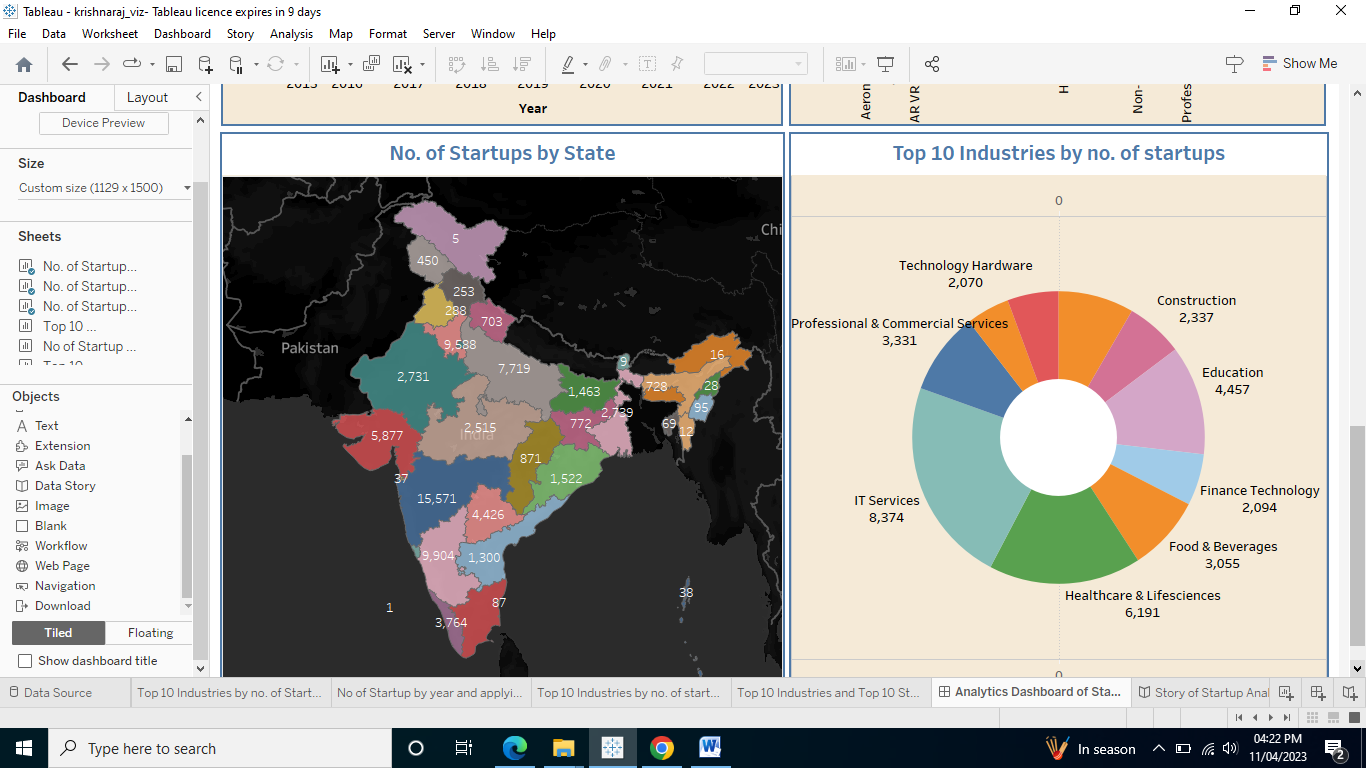 Tableau - krishnaraj_viz- Tableau licence expires in 9 days
File Data Worksheet Dashboard Story Analysis Map Format Server Window Help
Show Me
Dashboard Layout
Device Preview
Size
Custom size (1129 x 1500)
Sheets
No. of Startup...
No. of Startup...
No. of Startup...
Top 10 ...
No of Startup ...
Objects
Text
Extension
Ask Data
Data Story
Image
Blank
Workflow
Web Page
Navigation
Download
Tiled Floating
Show dashboard title
2015 2016 2017 2018 2019 2020 2021 2022 2023
Year
Aeron
AR VR
H
Non-
Profes
No. of Startups by State
Chi
5
450
253
288
703
Pakistan
9,588
16
9
7,719
2,731
728
28
1,463
95
2,739
772
69
12
2,515
India
5,877
871
37
1,522
15,571
4,426
9,904
1,300
38
87
1
3,764
Top 10 Industries by no. of startups
0
Technology Hardware
2,070
Construction
2,337
Professional & Commercial Services
3,331
Education
4,457
IT Services
8,374
Finance Technology
2,094
Food & Beverages
3,055
Healthcare & Lifesciences
6,191
0
Data Source Top 10 Industries by no. of Start... No of Startup by year and applyi... Top 10 Industries by no. of start... Top 10 Industries and Top 10 St... Analytics Dashboard of Sta... Story of Startup Anal
Type here to search
In season
04:22 PM
11/04/2023
2